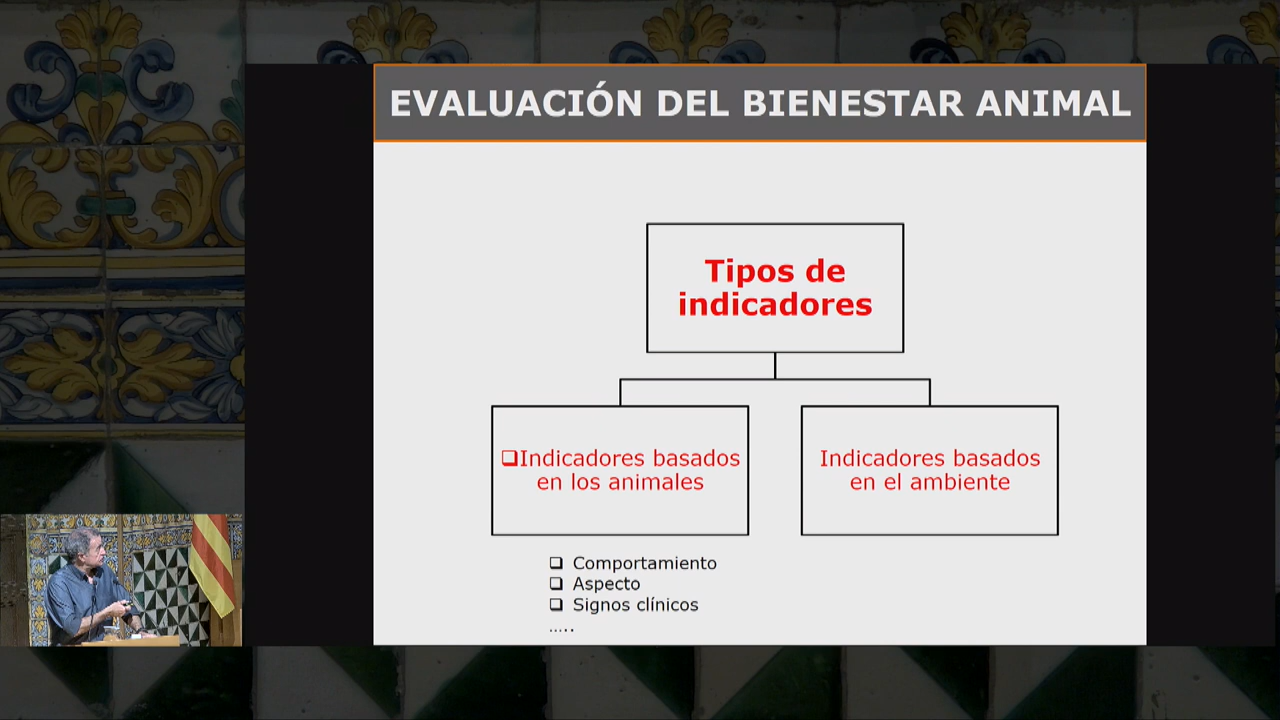 EVALUACIÓN DEL BIENESTAR ANIMAL
Tipos de
indicadores
❑Indicadores basados
en los animales
Indicadores basados
en el ambiente
❑ Comportamiento
❑ Aspecto
❑ Signos clínicos
…..